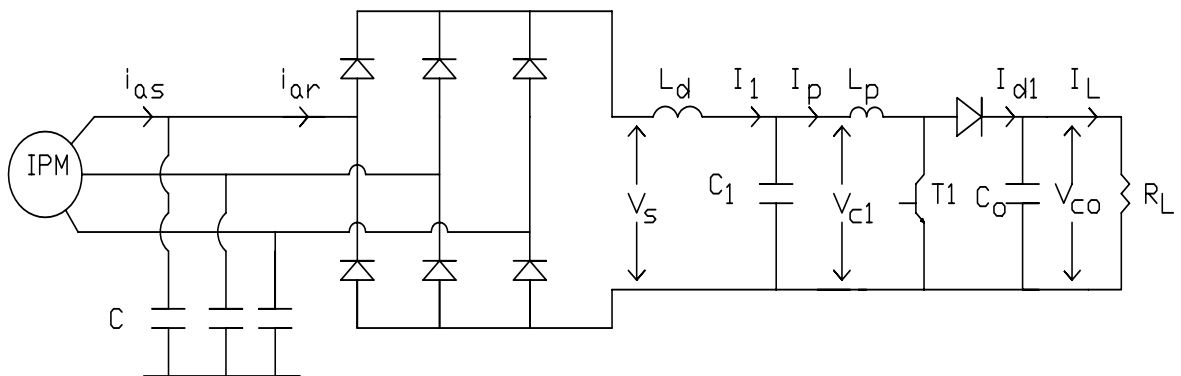 i_as
i_ar
L_d
I_1
I_p
L_p
I_d1
I_L
IPM
V_s
C_1
V_c1
T1
C_o
V_co
R_L
C